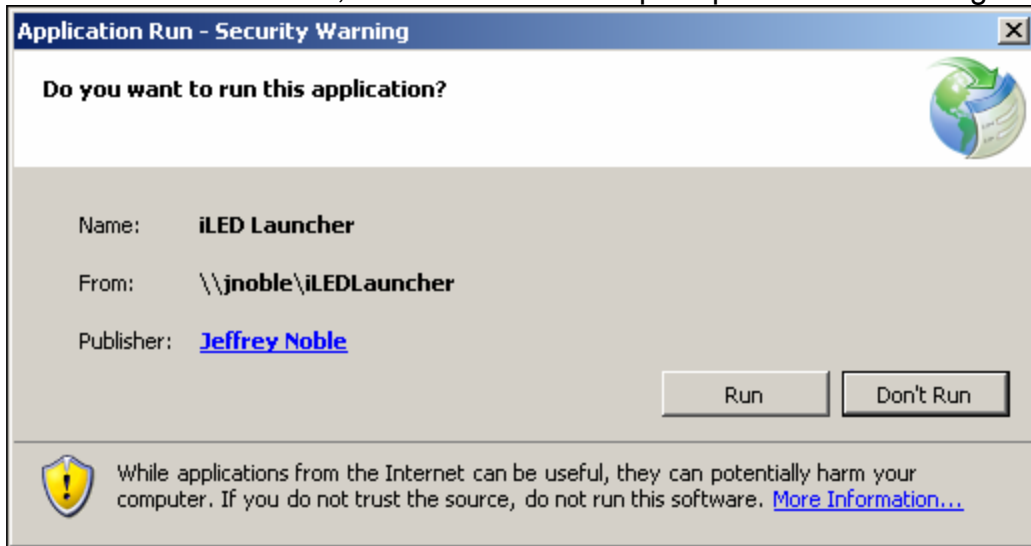 Application Run - Security Warning
Do you want to run this application?
Name: iLED Launcher
From: \\jnoble\iLEDLauncher
Publisher: Jeffrey Noble
Run Don't Run
While applications from the Internet can be useful, they can potentially harm your
computer. If you do not trust the source, do not run this software. More Information...